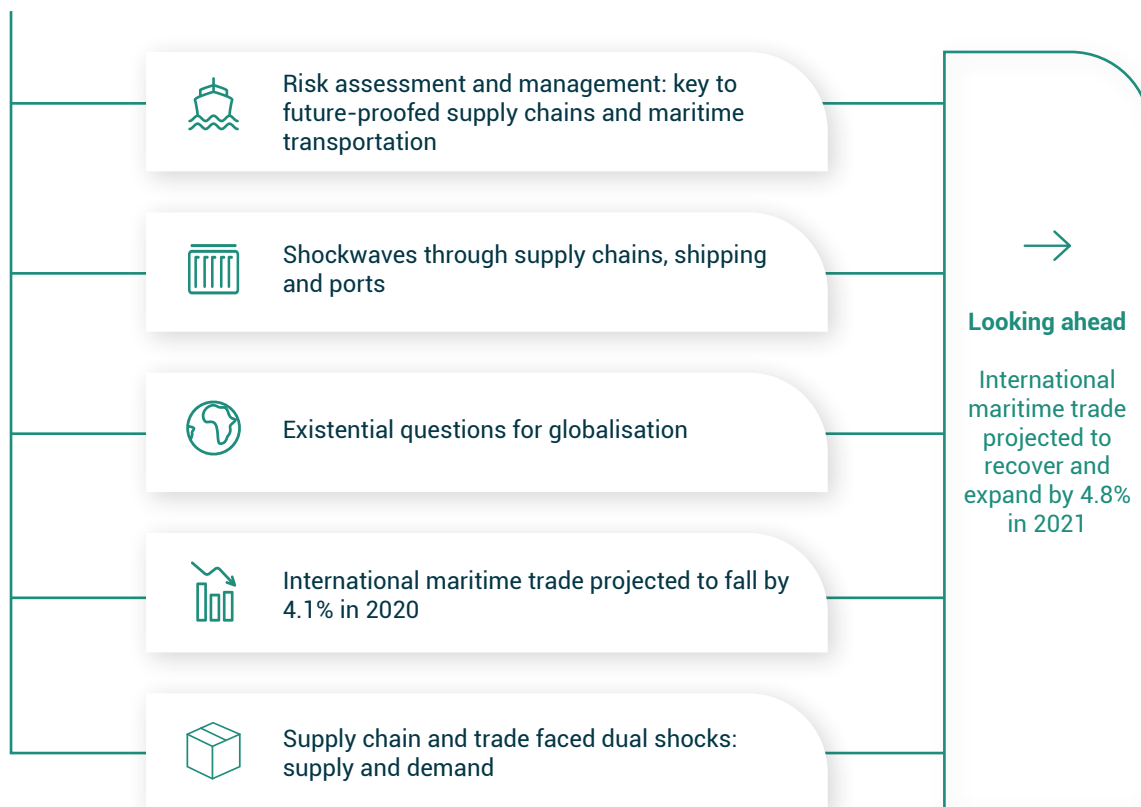 Risk assessment and management: key to
future-proofed supply chains and maritime
transportation
Shockwaves through supply chains, shipping
and ports
Existential questions for globalisation
International maritime trade projected to fall by
4.1% in 2020
Supply chain and trade faced dual shocks:
supply and demand
Looking ahead
International
maritime trade
projected to
recover and
expand by 4.8%
in 2021